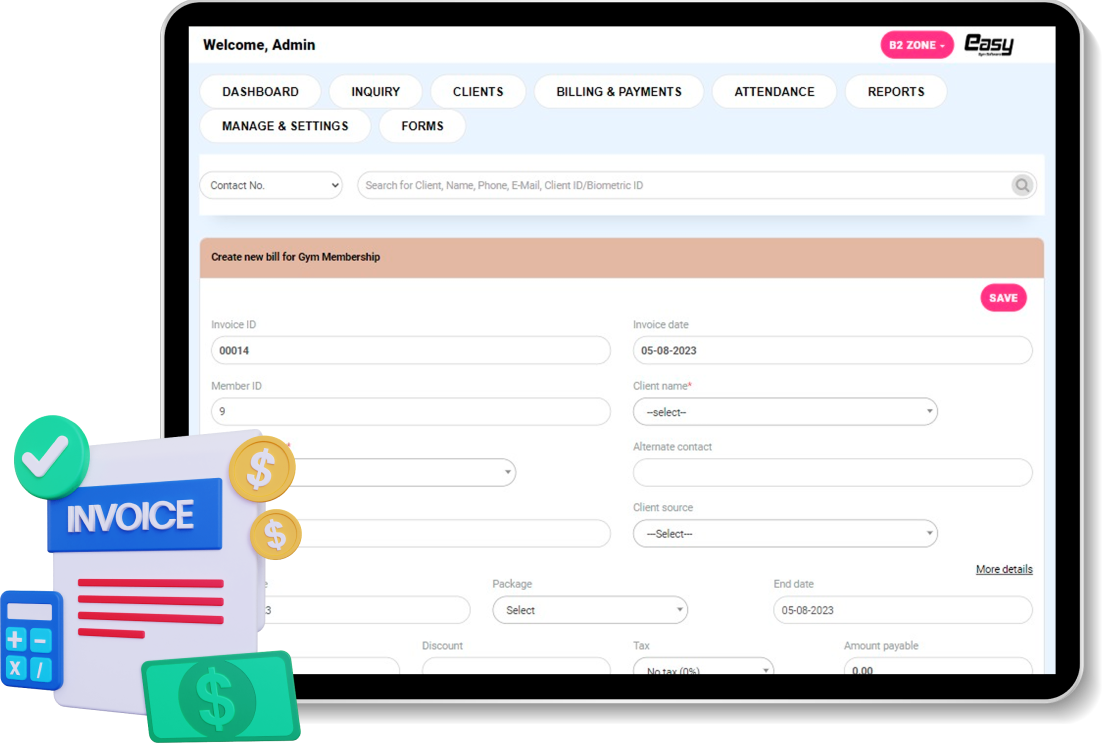 Welcome, Admin
B2 ZONE
easy
DASHBOARD
INQUIRY
CLIENTS
BILLING & PAYMENTS
ATTENDANCE
REPORTS
MANAGE & SETTINGS
FORMS
Contact No.
Search for Client, Name, Phone, E-Mail, Client ID/Biometric ID
Create new bill for Gym Membership
SAVE
Invoice ID
Invoice date
00014
05-08-2023
Member ID
Client name*
9
--select--
*
Alternate contact
Client source
---Select---
More details
e
Package
End date
3
Select
05-08-2023
Discount
Tax
Amount payable
No tax (0%)
0.00
INVOICE
$
$
+ -
X /
$